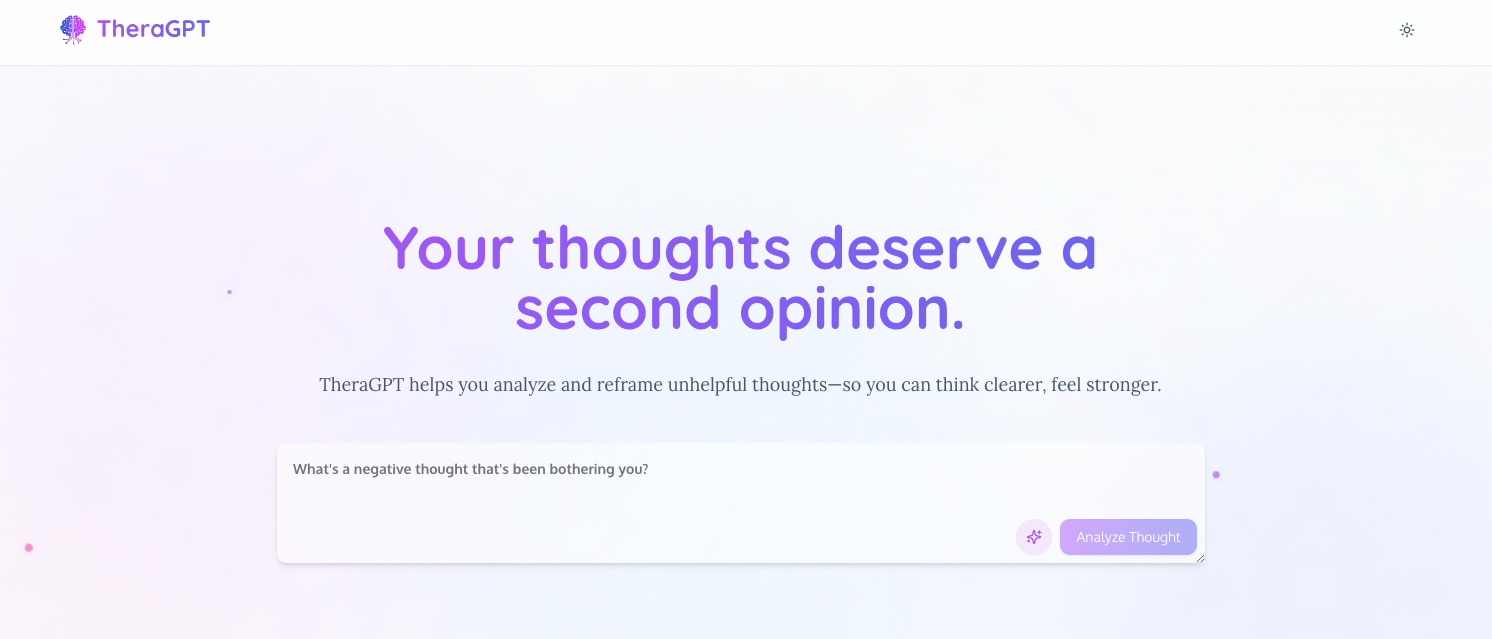 TheraGPT
Your thoughts deserve a
second opinion.
TheraGPT helps you analyze and reframe unhelpful thoughts—so you can think clearer, feel stronger.
What's a negative thought that's been bothering you?
Analyze Thought